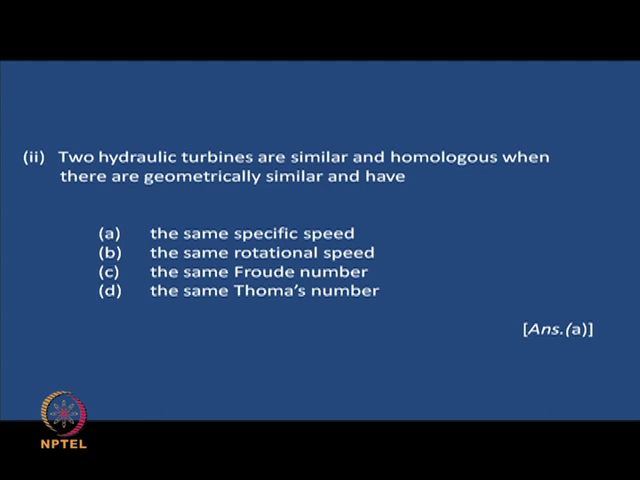 (ii) Two hydraulic turbines are similar and homologous when
there are geometrically similar and have
(a) the same specific speed
(b) the same rotational speed
(c) the same Froude number
(d) the same Thoma's number
[Ans.(a)]
NPTEL